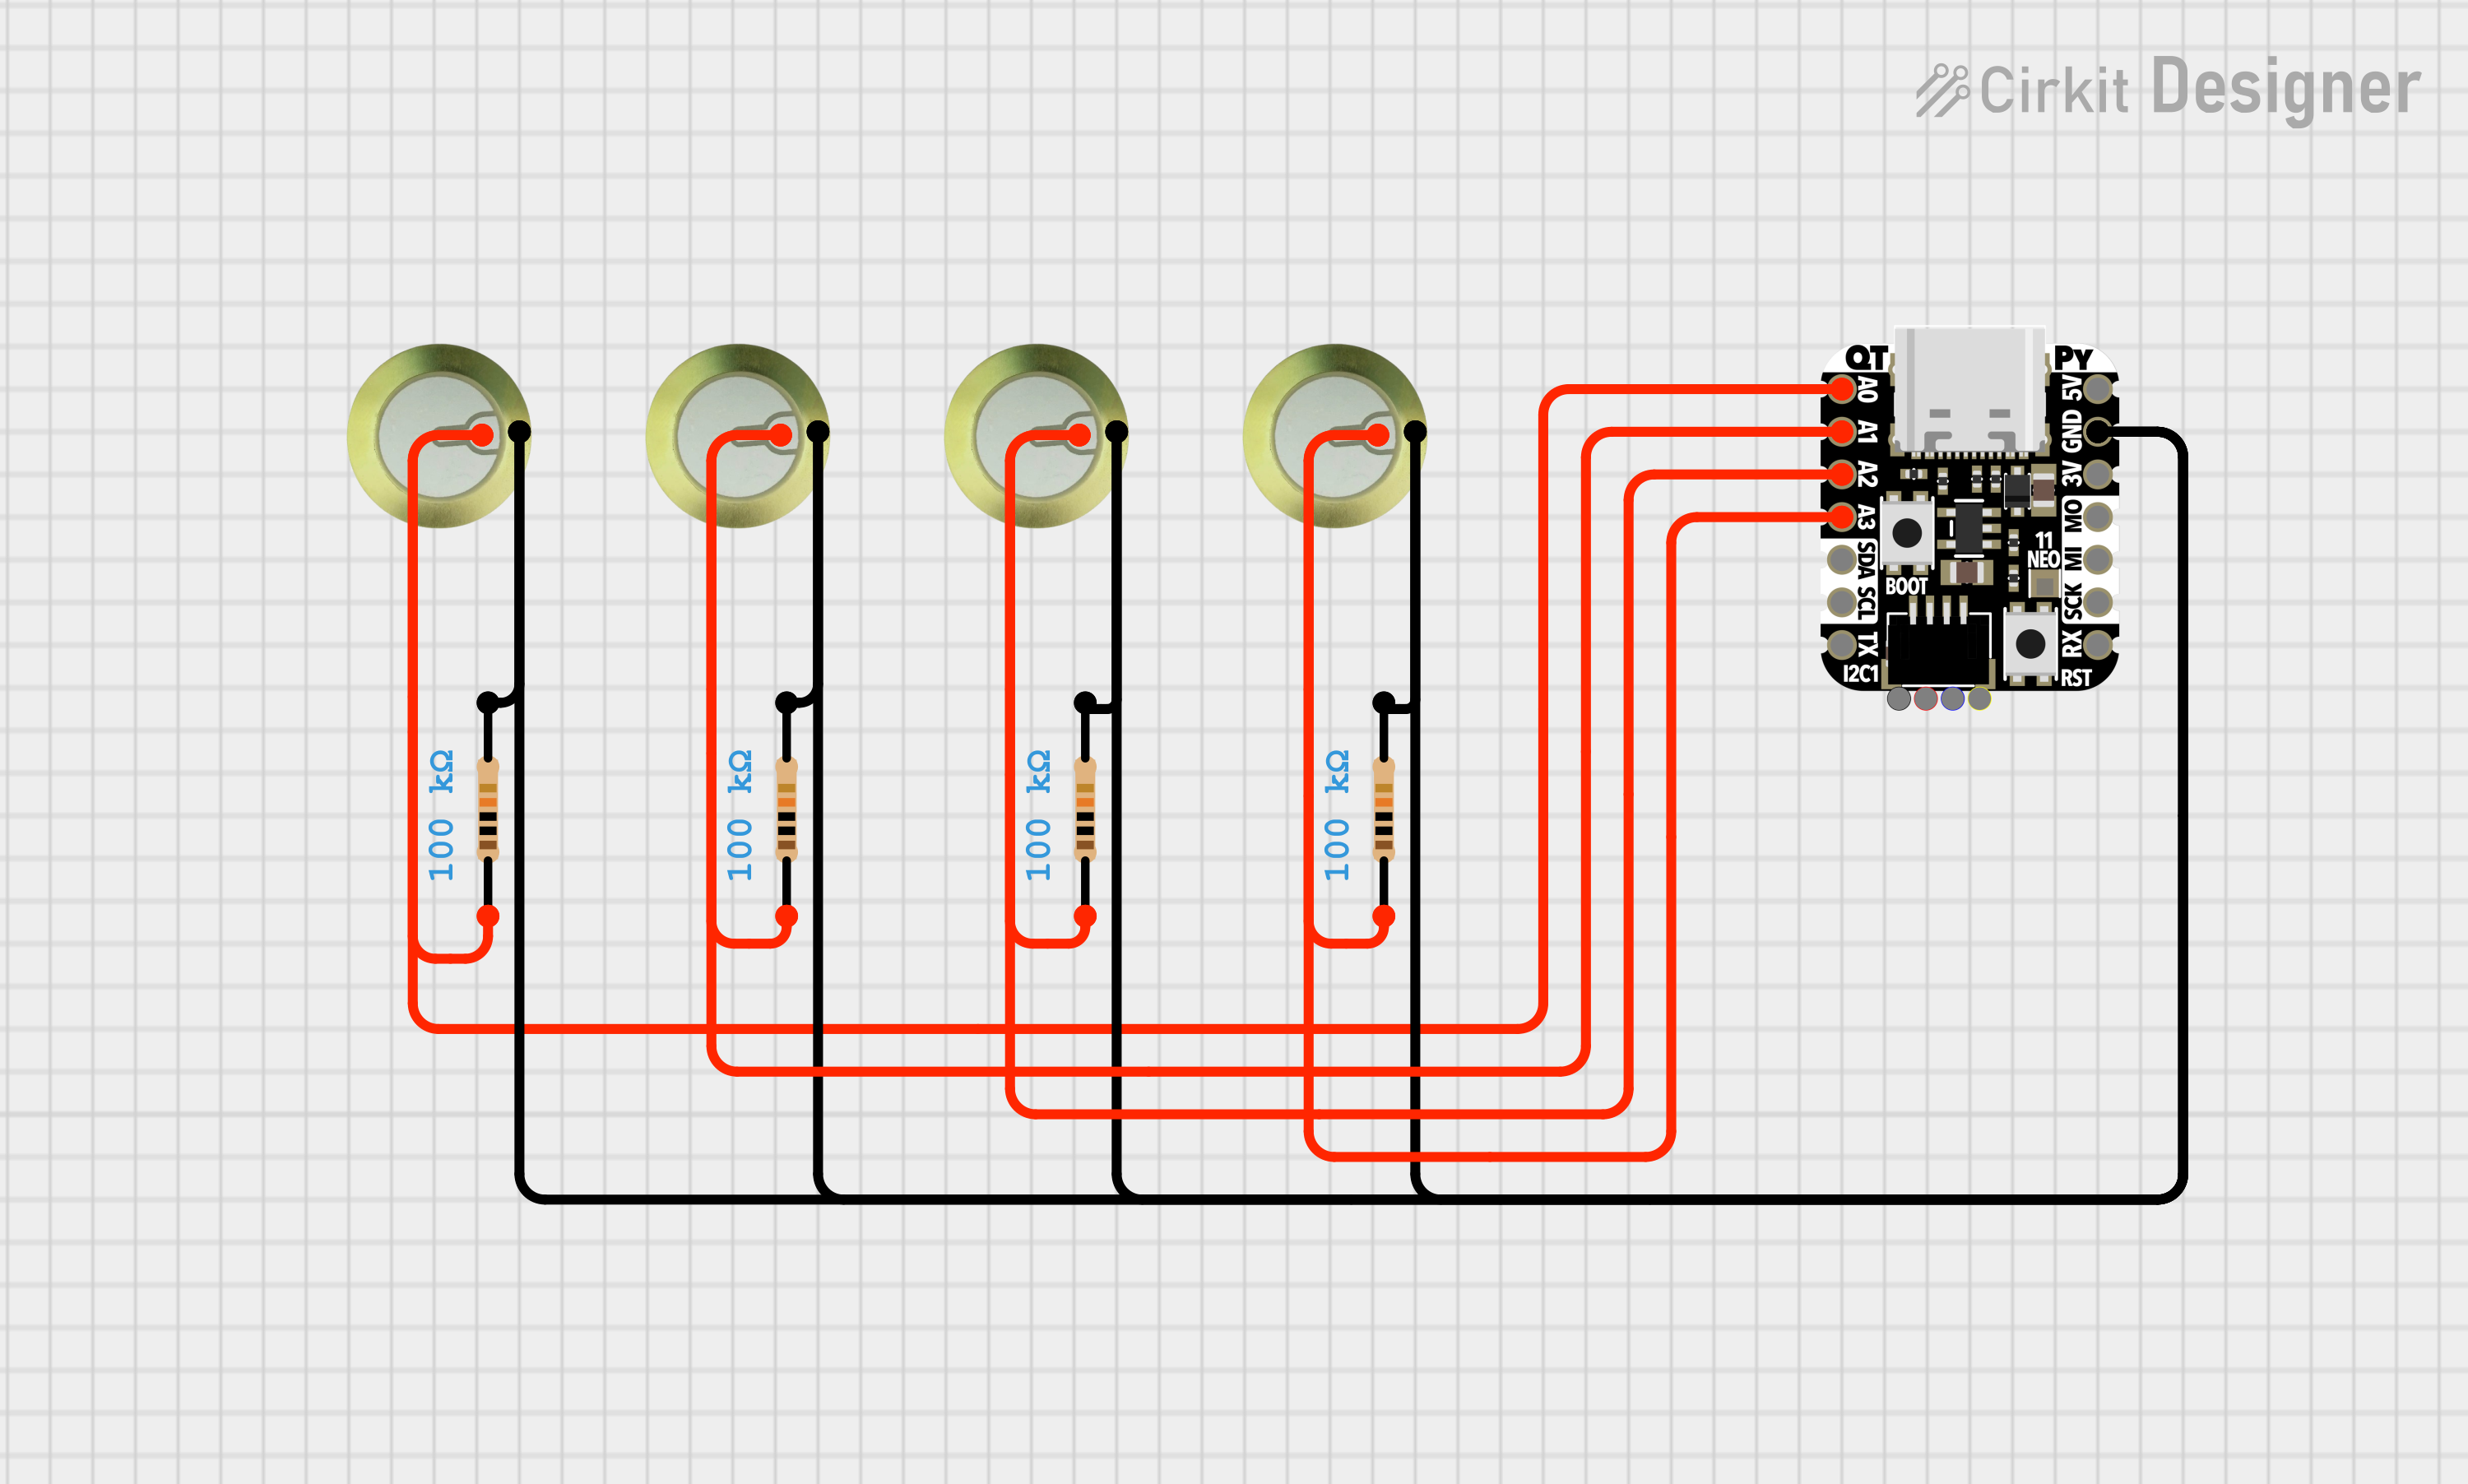 Cirkit Designer
QT PY
A0
A1
A2
A3
SDA
SCL
TX
I2C1
5V
GND
3V
MO
MI
SCK
RX
RST
11
NEO
BOOT
100 kΩ
100 kΩ
100 kΩ
100 kΩ